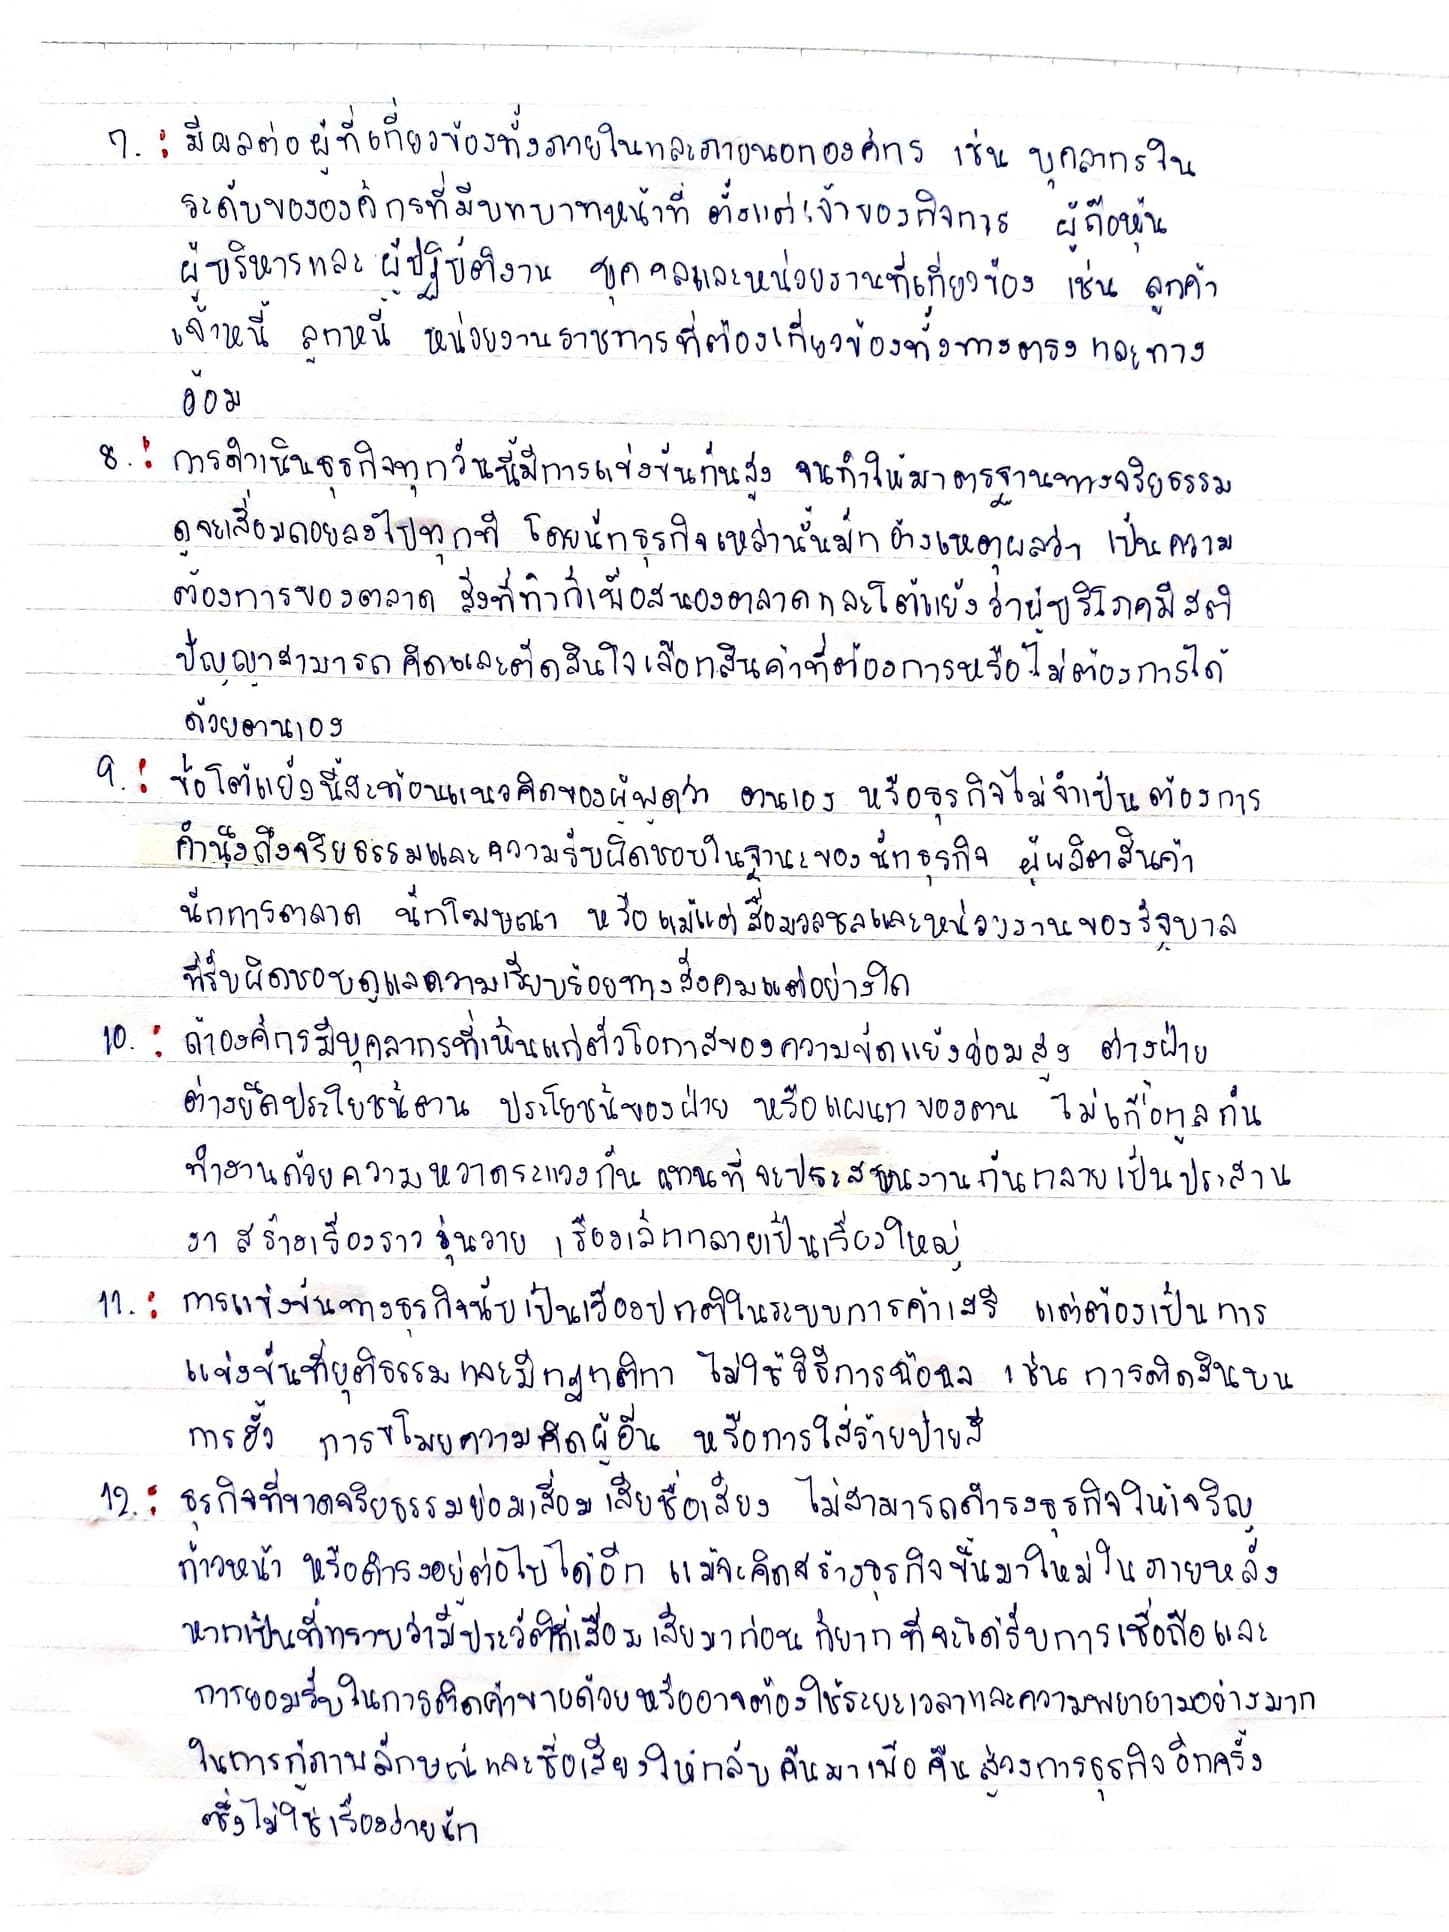 7. : มีผลต่อผู้ที่เกี่ยวข้องทั้งภายในและภายนอกองค์กร เช่น บุคลากรใน
ระดับขององค์กรที่มีบทบาทหน้าที่ ตั้งแต่เจ้าของกิจการ ผู้ถือหุ้น
ผู้บริหารและ ผู้ปฏิบัติงาน บุคคลและหน่วยงานที่เกี่ยวข้อง เช่น ลูกค้า
เจ้าหนี้ ลูกหนี้ หน่วยงานราชการที่ต้องเกี่ยวข้องทั้งทางตรงและทาง
อ้อม
8. : การดำเนินธุรกิจทุกวันนี้มีการแข่งขันกันสูง จนทำให้มาตรฐานทางจริยธรรม
ดูจะเสื่อมถอยลงไปทุกที โดยนักธุรกิจเหล่านั้นมักอ้างเหตุผลว่า เป็นความ
ต้องการของตลาด สิ่งที่ทำก็เพื่อสนองตลาดและโต้แย้งว่าผู้บริโภคมีสติ
ปัญญาสามารถคิดและตัดสินใจเลือกสินค้าที่ต้องการหรือไม่ต้องการได้
ด้วยตนเอง
9. : ข้อโต้แย้งนี้สะท้อนแนวคิดของผู้พูดว่า ตนเอง หรือธุรกิจไม่จำเป็นต้องการ
คำนึงถึงจริยธรรมและความรับผิดชอบในฐานะของนักธุรกิจ ผู้ผลิตสินค้า
นักการตลาด นักโฆษณา หรือแม้แต่สื่อมวลชลและหน่วยงานของรัฐบาล
ที่รับผิดชอบดูแลความเรียบร้อยทางสังคมแต่อย่างใด
10. : ถ้าองค์กรมีบุคลากรที่เห็นแก่ตัวโอกาสของความขัดแย้งย่อมสูง ต่างฝ่าย
ต่างยึดประโยชน์ตน ประโยชน์ของฝ่าย หรือแผนกของตน ไม่เกื้อกูลกัน
ทำงานด้วยความหวาดระแวงกัน แทนที่จะประสานงานกันกลายเป็นประสาน
งา สร้างเรื่องราววุ่นวาย เรื่องเล็กกลายเป็นเรื่องใหญ่
11. : การแข่งขันทางธุรกิจนับเป็นเรื่องปกติในระบบการค้าเสรี แต่ต้องเป็นการ
แข่งขันที่ยุติธรรมและมีกฎกติกา ไม่ใช้วิธีการฉ้อฉล เช่น การติดสินบน
การฮั้ว การขโมยความคิดผู้อื่น หรือการใส่ร้ายป้ายสี
12. : ธุรกิจที่ขาดจริยธรรมย่อมเสื่อมเสียชื่อเสียง ไม่สามารถดำรงธุรกิจให้เจริญ
ก้าวหน้า หรือดำรงอยู่ต่อไปได้อีก แม้จะคิดสร้างธุรกิจขึ้นมาใหม่ในภายหลัง
หากเป็นที่ทราบว่ามีประวัติที่เสื่อมเสียมาก่อน ก็ยากที่จะได้รับการเชื่อถือและ
การยอมรับในการติดค้าขายด้วยหรืออาจต้องใช้ระยะเวลาและความพยายามอย่างมาก
ในการกู้ภาพลักษณ์และชื่อเสียงให้กลับคืนมาเพื่อคืนสู่วงการธุรกิจอีกครั้ง
ซึ่งไม่ใช่เรื่องง่ายนัก